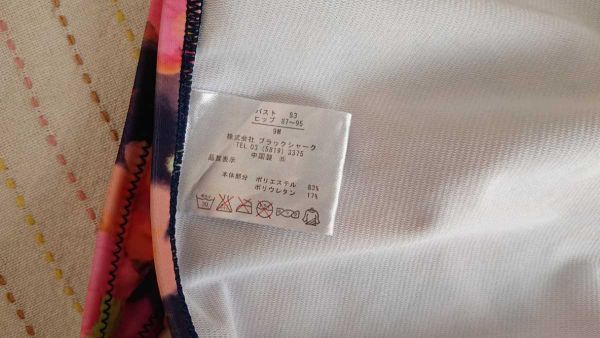 バスト 83
ヒップ 87〜95
9M
株式会社 ブラックシャーク
TEL 03 (5819) 3375
中国製
品質表示
本体部分 ポリエステル 83%
ポリウレタン 17%